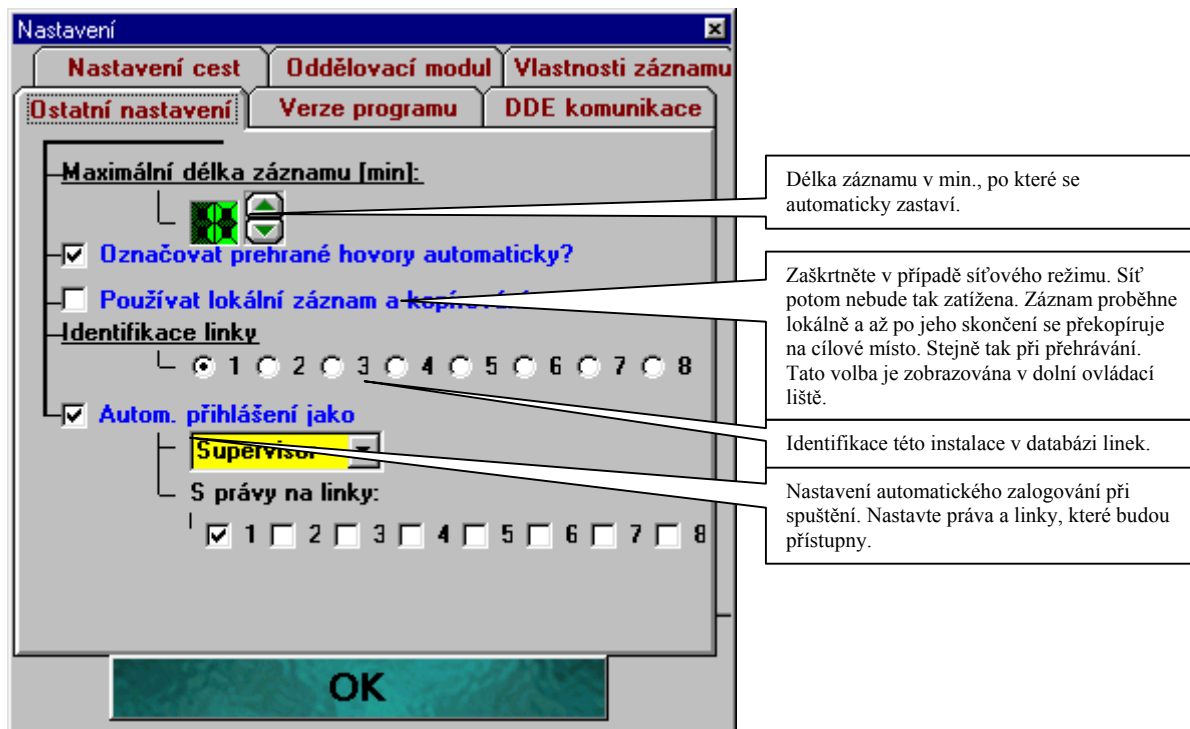 Nastavení
Nastavení cest Oddělovací modul Vlastnosti záznamu
Ostatní nastavení Verze programu DDE komunikace
Maximální délka záznamu [min]:
Označovat prehrané hovory automaticky?
Používat lokální záznam a
Identifikace linky
1 2 3 4 5 6 7 8
Autom. přihlášení jako
Supervisor
S právy na linky:
1 2 3 4 5 6 7 8
OK
Délka záznamu v min., po které se
automaticky zastaví.
Zaškrtněte v případě síťového režimu. Síť
potom nebude tak zatížena. Záznam proběhne
lokálně a až po jeho skončení se překopíruje
na cílové místo. Stejně tak při přehrávání.
Tato volba je zobrazována v dolní ovládací
liště.
Identifikace této instalace v databázi linek.
Nastavení automatického zalogování při
spuštění. Nastavte práva a linky, které budou
přístupny.